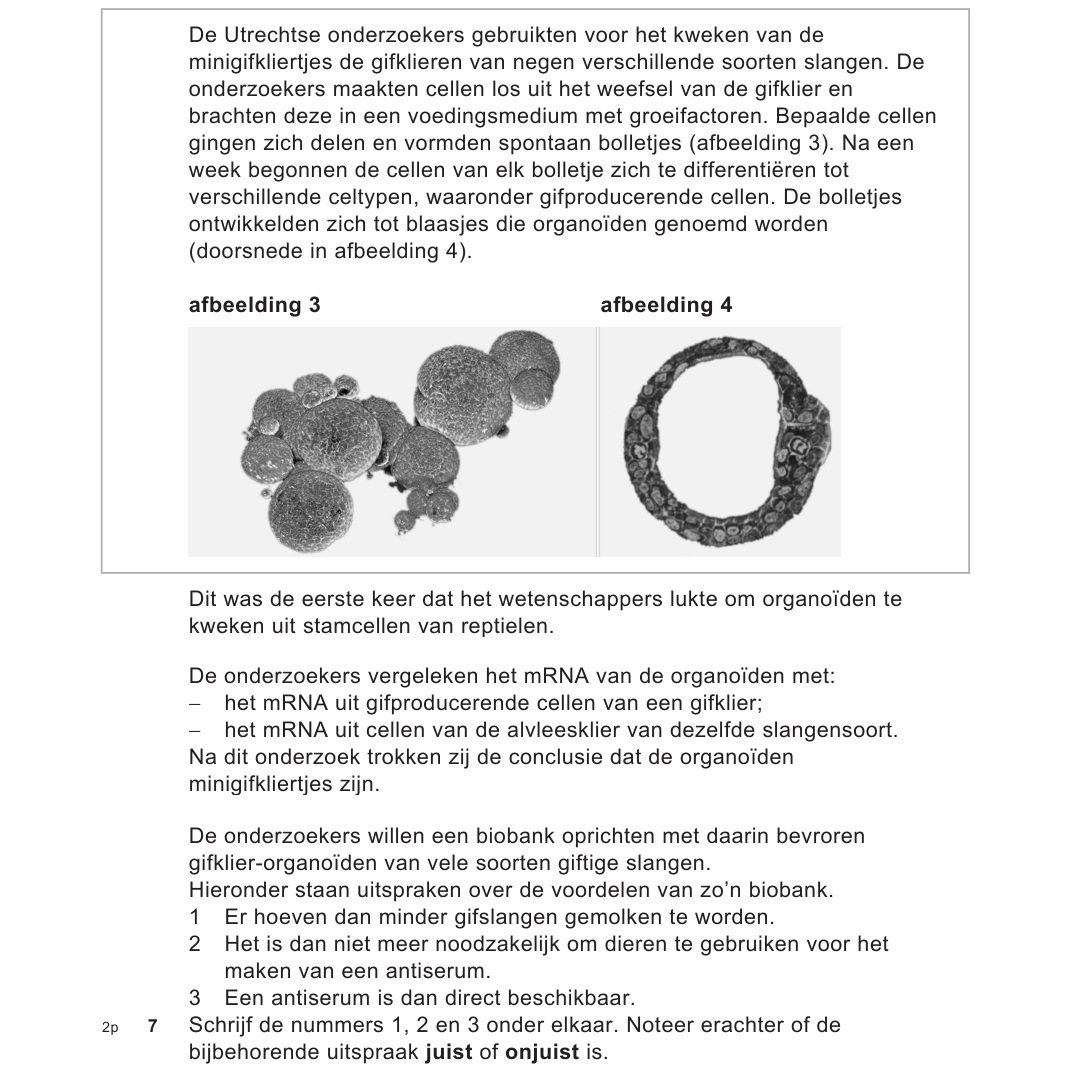 De Utrechtse onderzoekers gebruikten voor het kweken van de
minigifkliertjes de gifklieren van negen verschillende soorten slangen. De
onderzoekers maakten cellen los uit het weefsel van de gifklier en
brachten deze in een voedingsmedium met groeifactoren. Bepaalde cellen
gingen zich delen en vormden spontaan bolletjes (afbeelding 3). Na een
week begonnen de cellen van elk bolletje zich te differentiëren tot
verschillende celtypen, waaronder gifproducerende cellen. De bolletjes
ontwikkelden zich tot blaasjes die organoïden genoemd worden
(doorsnede in afbeelding 4).
afbeelding 3 afbeelding 4
Dit was de eerste keer dat het wetenschappers lukte om organoïden te
kweken uit stamcellen van reptielen.
De onderzoekers vergeleken het mRNA van de organoïden met:
– het mRNA uit gifproducerende cellen van een gifklier;
– het mRNA uit cellen van de alvleesklier van dezelfde slangensoort.
Na dit onderzoek trokken zij de conclusie dat de organoïden
minigifkliertjes zijn.
De onderzoekers willen een biobank oprichten met daarin bevroren
gifklier-organoïden van vele soorten giftige slangen.
Hieronder staan uitspraken over de voordelen van zo’n biobank.
1 Er hoeven dan minder gifslangen gemolken te worden.
2 Het is dan niet meer noodzakelijk om dieren te gebruiken voor het
maken van een antiserum.
3 Een antiserum is dan direct beschikbaar.
2p 7 Schrijf de nummers 1, 2 en 3 onder elkaar. Noteer erachter of de
bijbehorende uitspraak juist of onjuist is.